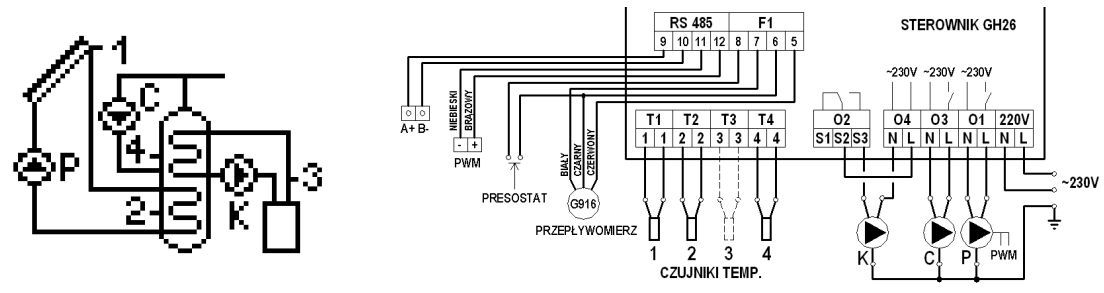 1
C
4
P
3
2
K
STEROWNIK GH26
RS 485 F1
9 10 11 12 8 7 6 5
A+ B-
NIEBIESKI
BRĄZOWY
- +
PWM
PRESOSTAT
BIAŁY
CZARNY
CZERWONY
G916
PRZEPŁYWOMIERZ
T1 T2 T3 T4
1 1 2 2 3 3 4 4
1 2 3 4
CZUJNIKI TEMP.
~230V ~230V ~230V
O2 O4 O3 O1 220V
S1 S2 S3 N L N L N L N L
~230V
K C P PWM